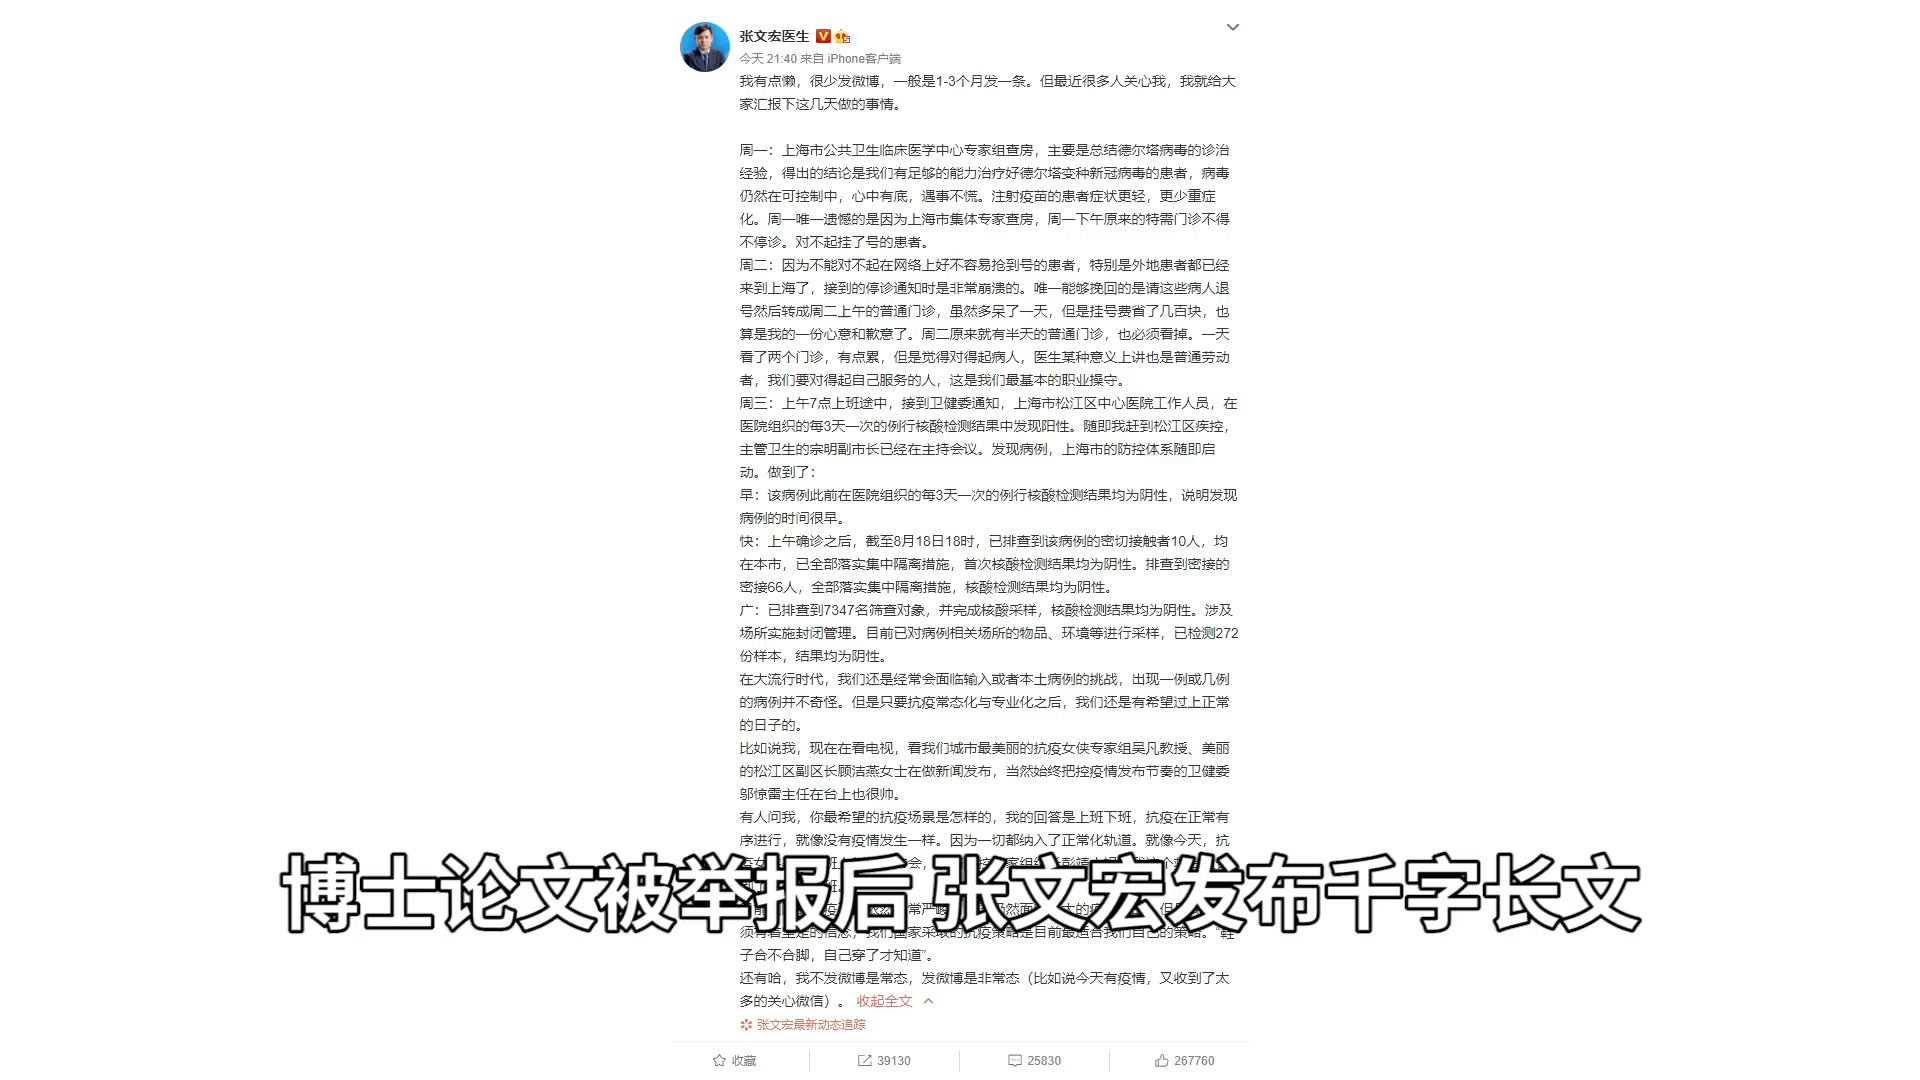 张文宏医生
今天 21:40 来自 iPhone客户端
我有点懒，很少发微博，一般是1-3个月发一条。但最近很多人关心我，我就给大
家汇报下这几天做的事情。
周一：上海市公共卫生临床医学中心专家组查房，主要是总结德尔塔病毒的诊治
经验，得出的结论是我们有足够的能力治疗好德尔塔变种新冠病毒的患者，病毒
仍然在可控制中，心中有底，遇事不慌。注射疫苗的患者症状更轻，更少重症
化。周一唯一遗憾的是因为上海市集体专家查房，周一下午原来的特需门诊不得
不停诊。对不起挂了号的患者。
周二：因为不能对不起在网络上好不容易抢到号的患者，特别是外地患者都已经
来到上海了，接到的停诊通知时是非常崩溃的。唯一能够挽回的是请这些病人退
号然后转成周二上午的普通门诊，虽然多呆了一天，但是挂号费省了几百块，也
算是我的一份心意和歉意了。周二原来就有半天的普通门诊，也必须看掉。一天
看了两个门诊，有点累，但是觉得对得起病人，医生某种意义上讲也是普通劳动
者，我们要对得起自己服务的人，这是我们最基本的职业操守。
周三：上午7点上班途中，接到卫健委通知，上海市松江区中心医院工作人员，在
医院组织的每3天一次的例行核酸检测结果中发现阳性。随即我赶到松江区疾控，
主管卫生的宗明副市长已经在主持会议。发现病例，上海市的防控体系随即启
动。做到了：
早：该病例此前在医院组织的每3天一次的例行核酸检测结果均为阴性，说明发现
病例的时间很早。
快：上午确诊之后，截至8月18日18时，已排查到该病例的密切接触者10人，均
在本市，已全部落实集中隔离措施，首次核酸检测结果均为阴性。排查到密接的
密接66人，全部落实集中隔离措施，核酸检测结果均为阴性。
广：已排查到7347名筛查对象，并完成核酸采样，核酸检测结果均为阴性。涉及
场所实施封闭管理。目前已对病例相关场所的物品、环境等进行采样，已检测272
份样本，结果均为阴性。
在大流行时代，我们还是经常会面临输入或者本土病例的挑战，出现一例或几例
的病例并不奇怪。但是只要抗疫常态化与专业化之后，我们还是有希望过上正常
的日子的。
比如说我，现在在看电视，看我们城市最美丽的抗疫女侠专家组吴凡教授、美丽
的松江区副区长顾洁燕女士在做新闻发布，当然始终把控疫情发布节奏的卫健委
邬惊雷主任在台上也很帅。
有人问我，你最希望的抗疫场景是怎样的，我的回答是上班下班，抗疫在正常有
序进行，就像没有疫情发生一样。因为一切都纳入了正常化轨道。就像今天，抗
博士论文被举报后 张文宏发布千字长文
我们国家采取的抗疫策略是目前最适合我们自己的策略。“鞋
子合不合脚，自己穿了才知道”。
还有哈，我不发微博是常态，发微博是非常态（比如说今天有疫情，又收到了太
多的关心微信）。 收起全文
张文宏最新动态追踪
收藏 39130 25830 267760